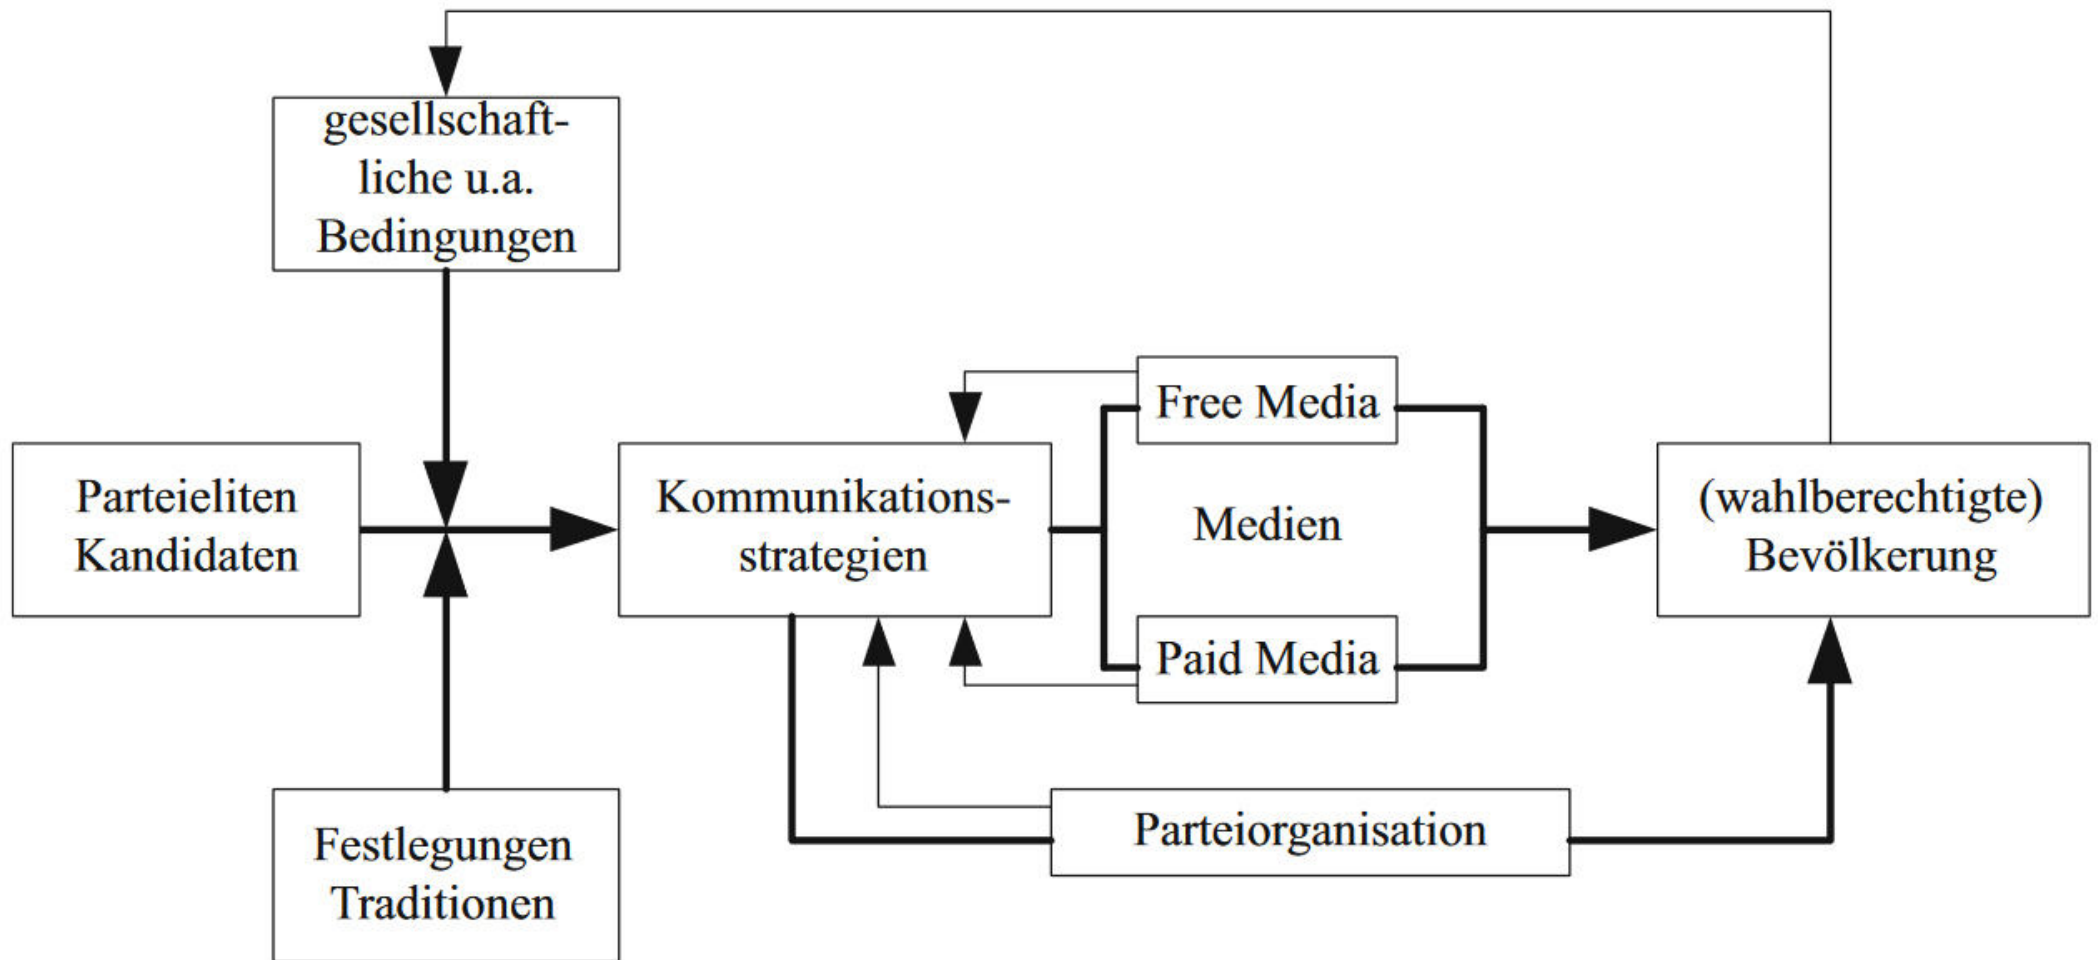 gesellschaft-
liche u.a.
Bedingungen
Parteieliten
Kandidaten
Festlegungen
Traditionen
Kommunikations-
strategien
Free Media
Medien
Paid Media
Parteiorganisation
(wahlberechtigte)
Bevölkerung